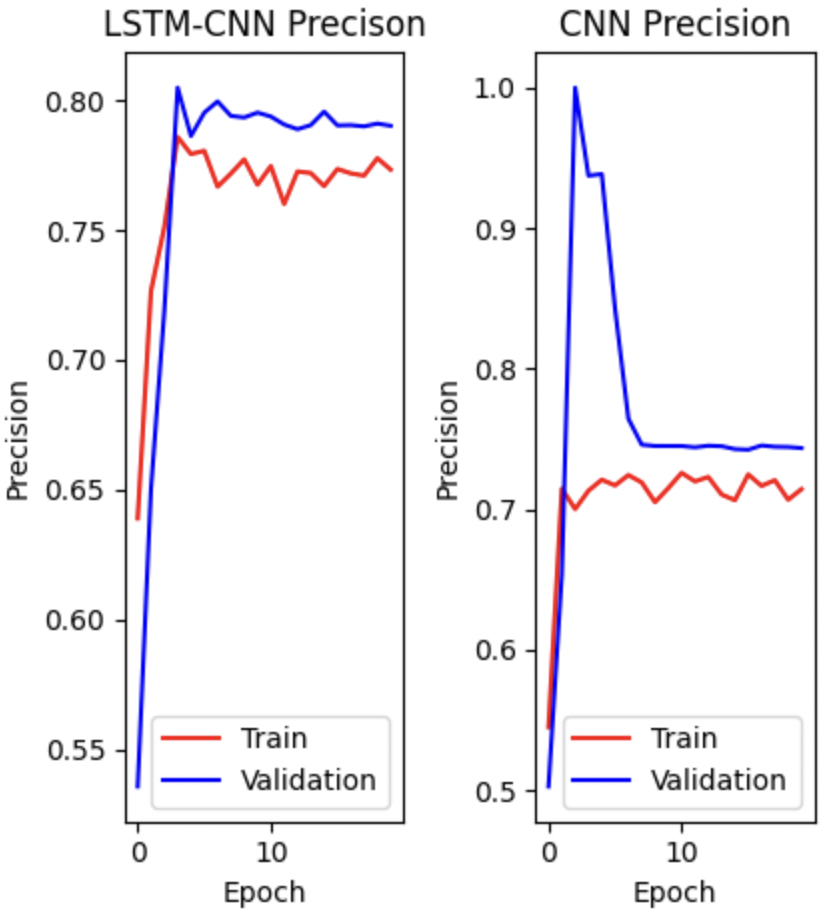 LSTM-CNN Precison
0.80
0.75
0.70
0.65
0.60
0.55
Precision
0 10
Epoch
Train
Validation
CNN Precision
1.0
0.9
0.8
0.7
0.6
0.5
Precision
0 10
Epoch
Train
Validation